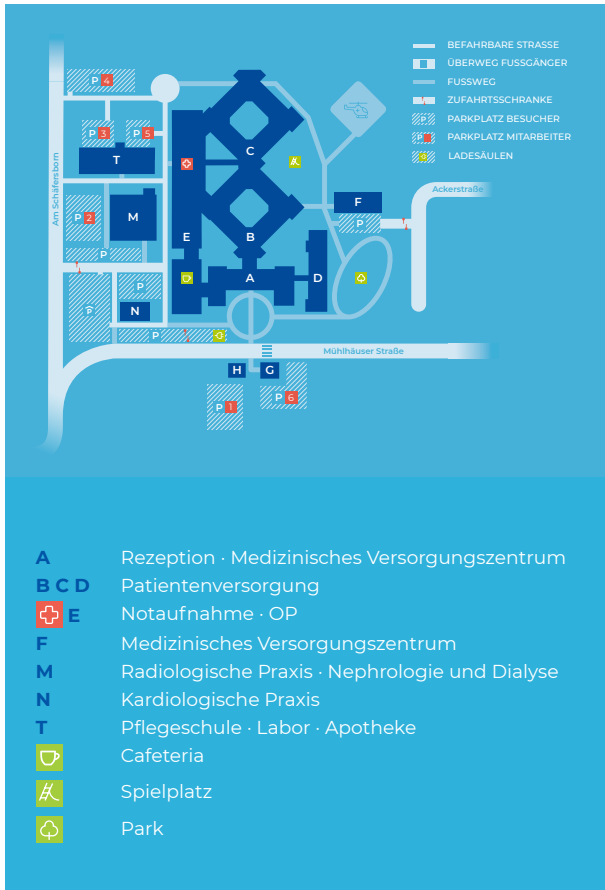 BEFAHRBARE STRASSE
ÜBERWEG FUSSGÄNGER
FUSSWEG
ZUFAHRTSSCHRANKE
P PARKPLATZ BESUCHER
P PARKPLATZ MITARBEITER
LADESÄULEN
P 4
P 3
P 5
T
C
Am Schäfersborn
Ackerstraße
P 2
M
F
P
E
B
P
A
D
P
N
P
P
Mühlhäuser Straße
H
G
P 1
P 6
A Rezeption · Medizinisches Versorgungszentrum
B C D Patientenversorgung
E Notaufnahme · OP
F Medizinisches Versorgungszentrum
M Radiologische Praxis · Nephrologie und Dialyse
N Kardiologische Praxis
T Pflegeschule · Labor · Apotheke
Cafeteria
Spielplatz
Park